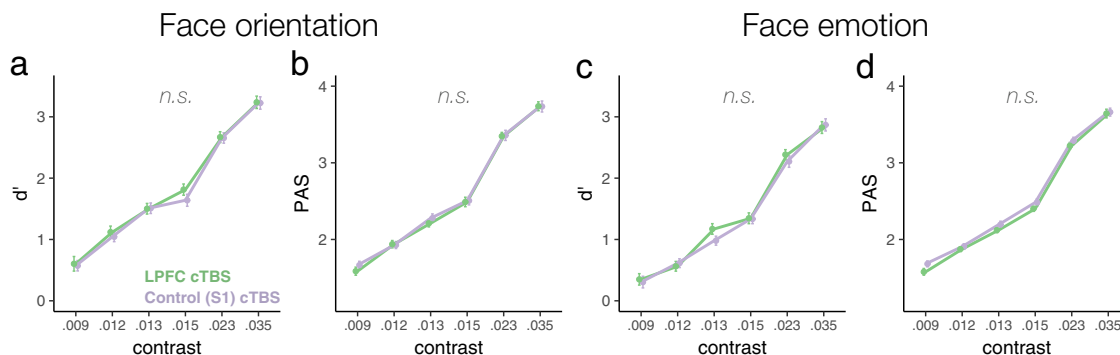 Face orientation
Face emotion
a
b
c
d
n.s.
n.s.
n.s.
n.s.
3
2
1
0
d'
LPFC cTBS
Control (S1) cTBS
.009 .012 .013 .015 .023 .035
contrast
4
3
2
PAS
.009 .012 .013 .015 .023 .035
contrast
3
2
1
0
d'
.009 .012 .013 .015 .023 .035
contrast
4
3
2
PAS
.009 .012 .013 .015 .023 .035
contrast